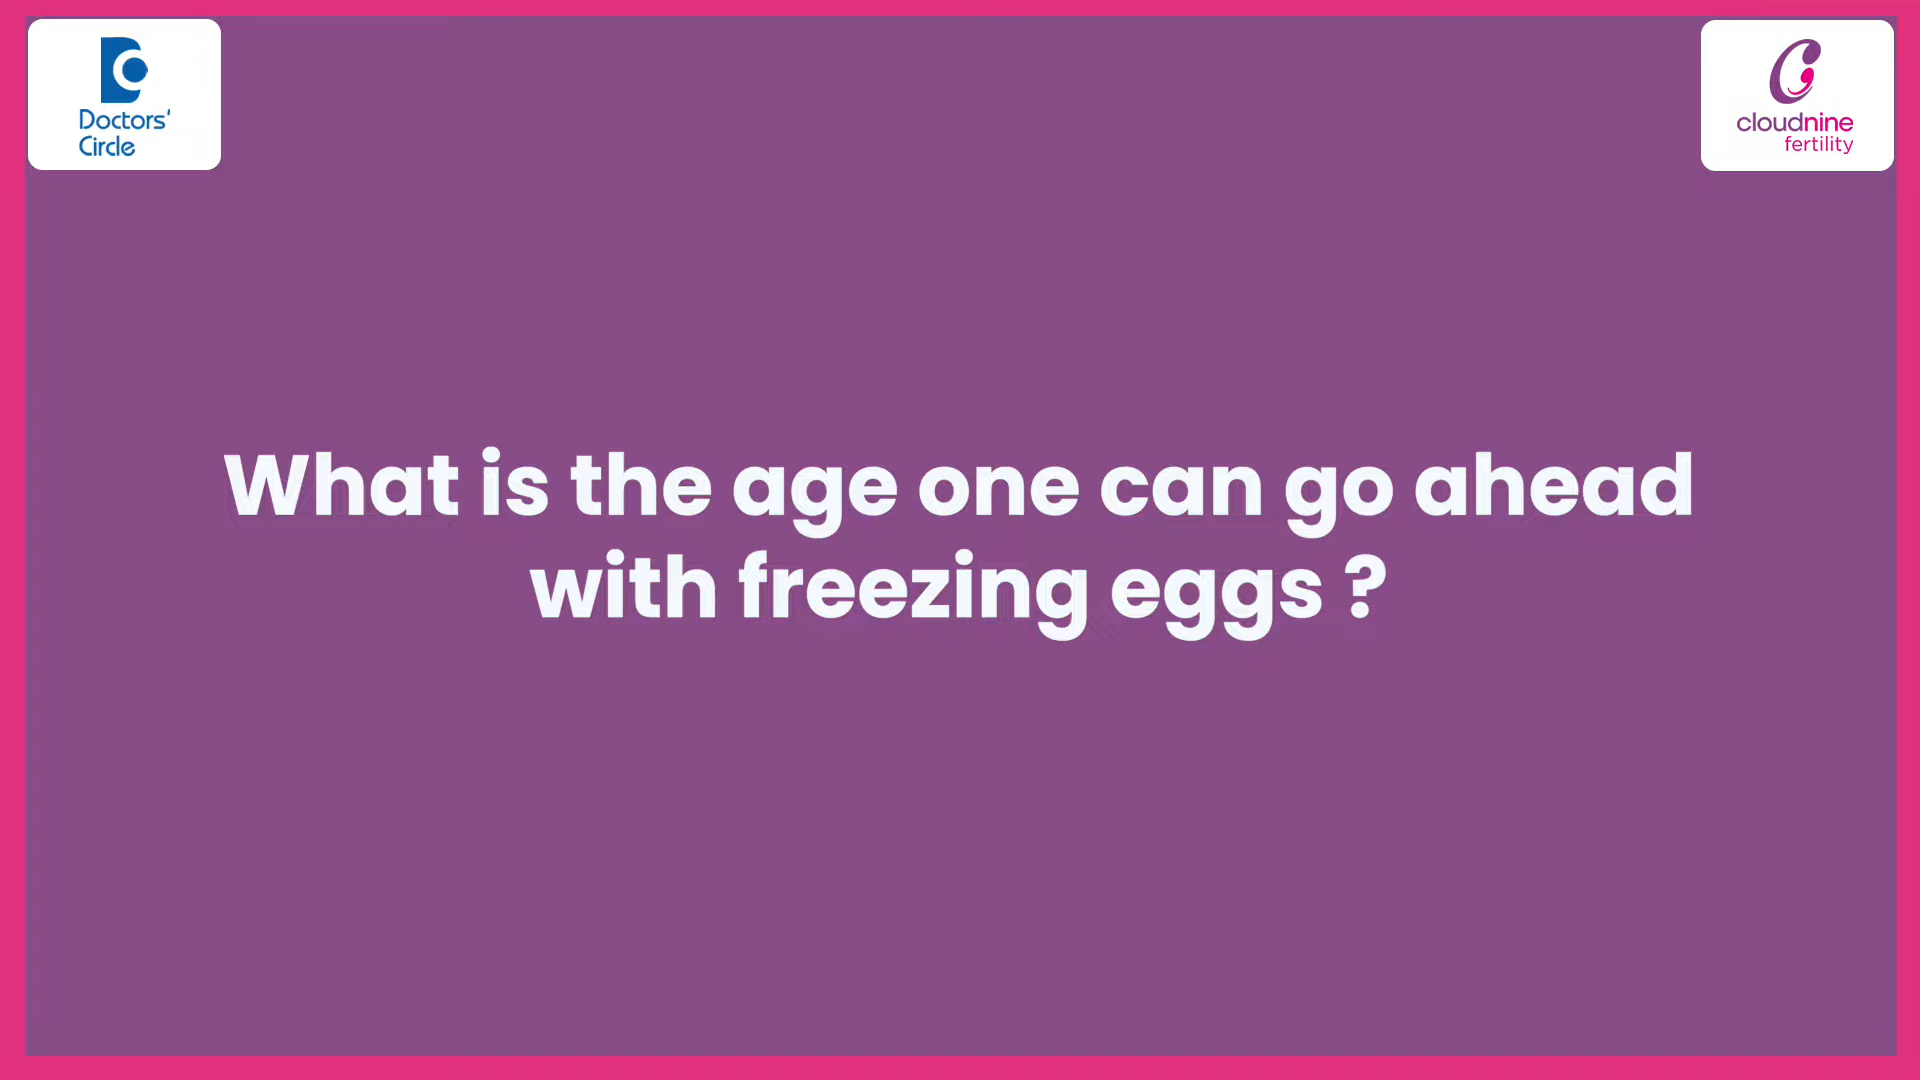 Doctors'
Circle
cloudnine
fertility
What is the age one can go ahead
with freezing eggs ?